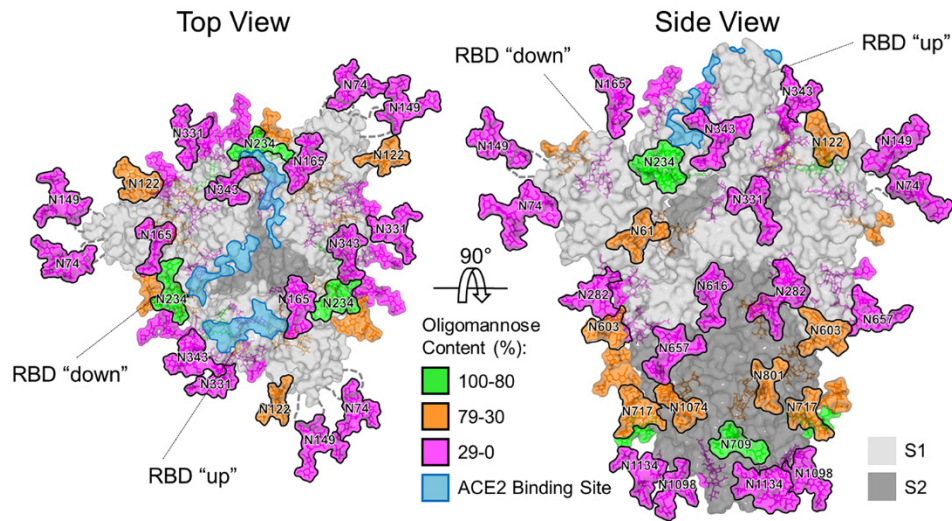 Top View
Side View
RBD "down"
RBD "up"
N74
N149
N331
N234
N165
N122
N122
N343
N149
N165
N331
N343
N74
N234
N165
N234
RBD "down"
N343
N331
N122
N74
N149
RBD "up"
90°
Oligomannose
Content (%):
100-80
79-30
29-0
ACE2 Binding Site
N165
N343
N149
N343
N122
N149
N234
N74
N74
N331
N61
N282
N616
N282
N657
N603
N603
N657
N801
N717
N1074
N717
N709
N1134
N1098
N1134
N1098
S1
S2